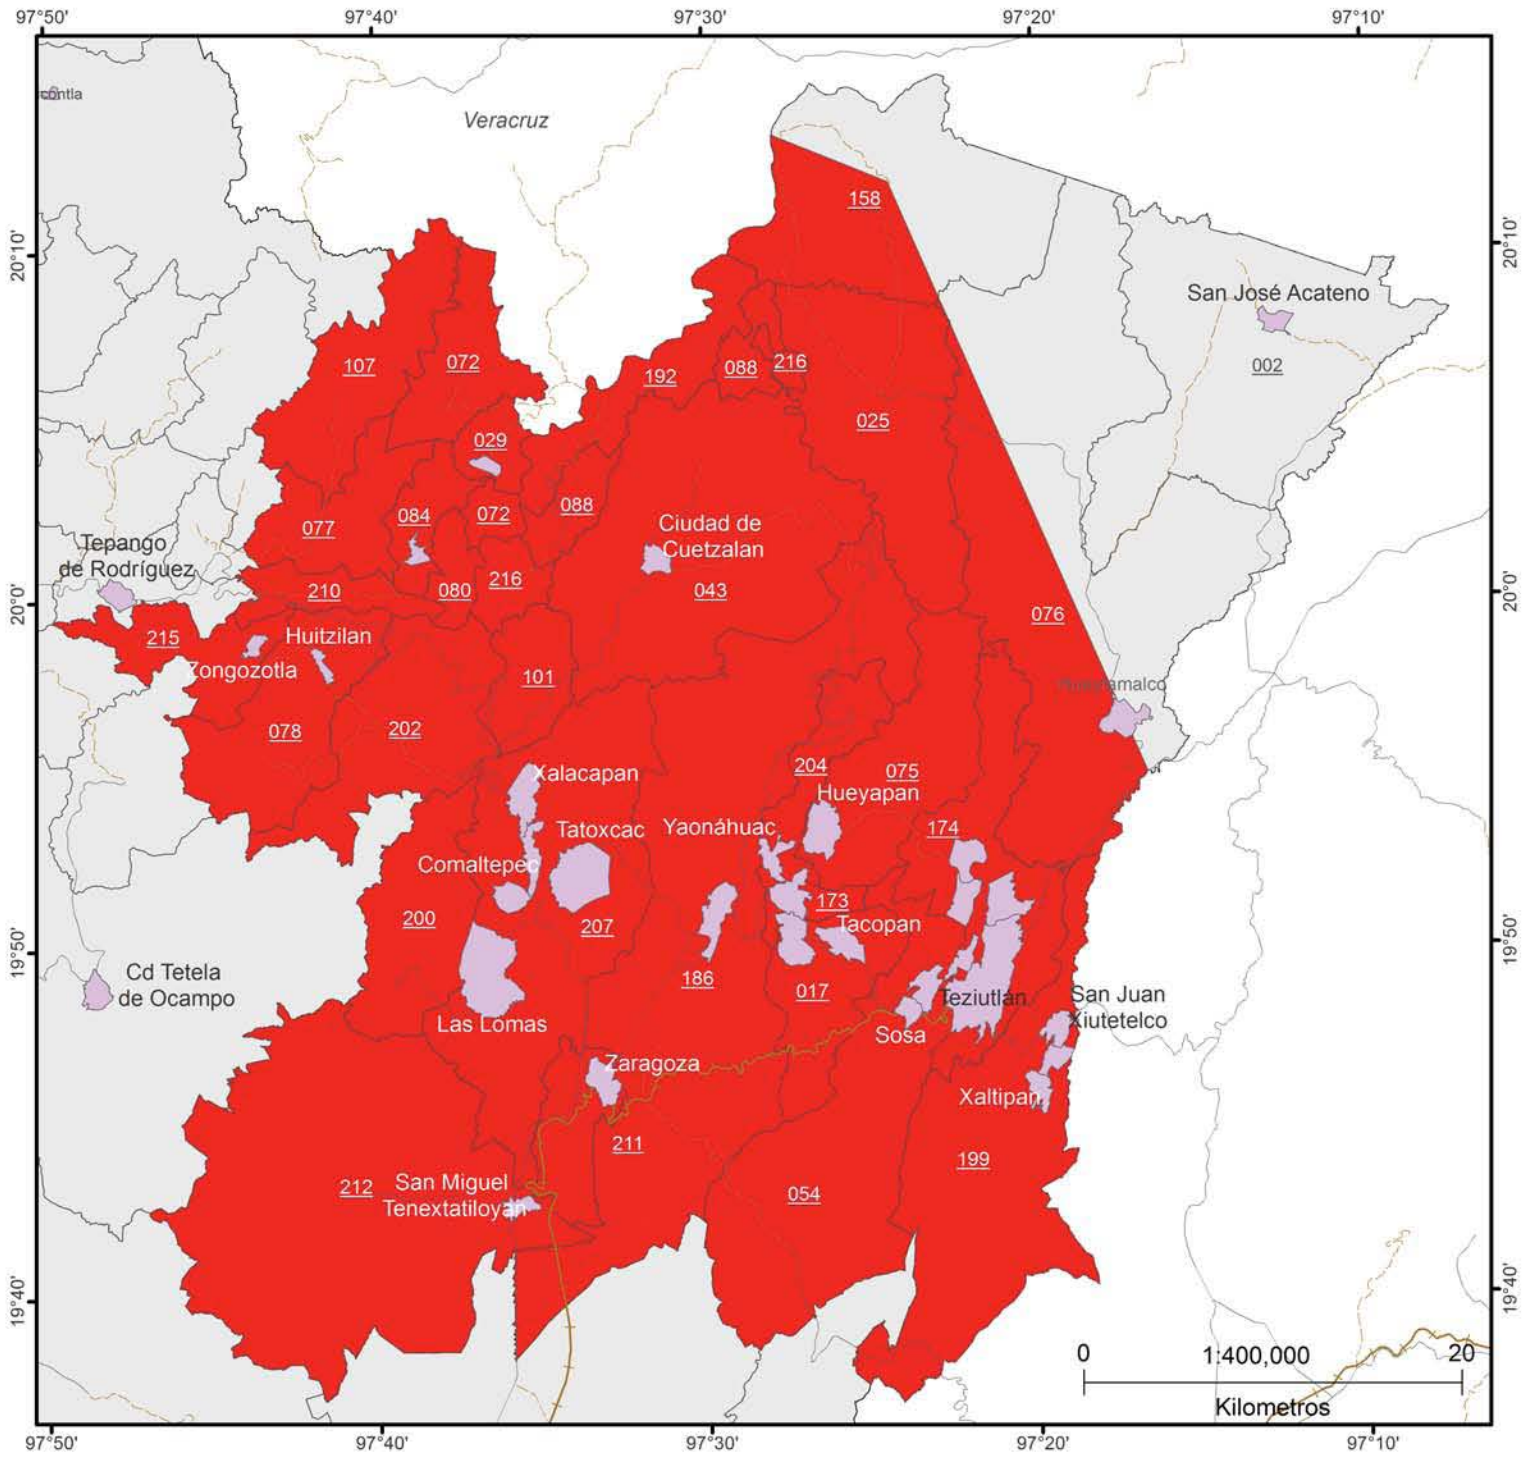 97°50'
97°40'
97°30'
97°20'
97°10'
contla
Veracruz
158
20°10'
20°10'
San José Acateno
002
107
072
192
088
216
025
029
088
084
072
077
Ciudad de
Cuetzalan
Tepango
de Rodríguez
216
080
210
043
20°0'
20°0'
076
215
Huitzilan
Zongozotla
101
078
202
204
075
Xalacapan
Hueyapan
Tatoxcac
Yaonáhuac
174
Comaltepec
173
200
207
Tacopan
19°50'
19°50'
Cd Tetela
de Ocampo
186
017
Teziutlán
San Juan
Xiutetelco
Las Lomas
Sosa
Zaragoza
Xaltipan
211
199
212
San Miguel
Tenextatiloyan
054
19°40'
19°40'
0
1:400,000
20
Kilometros
97°50'
97°40'
97°30'
97°20'
97°10'